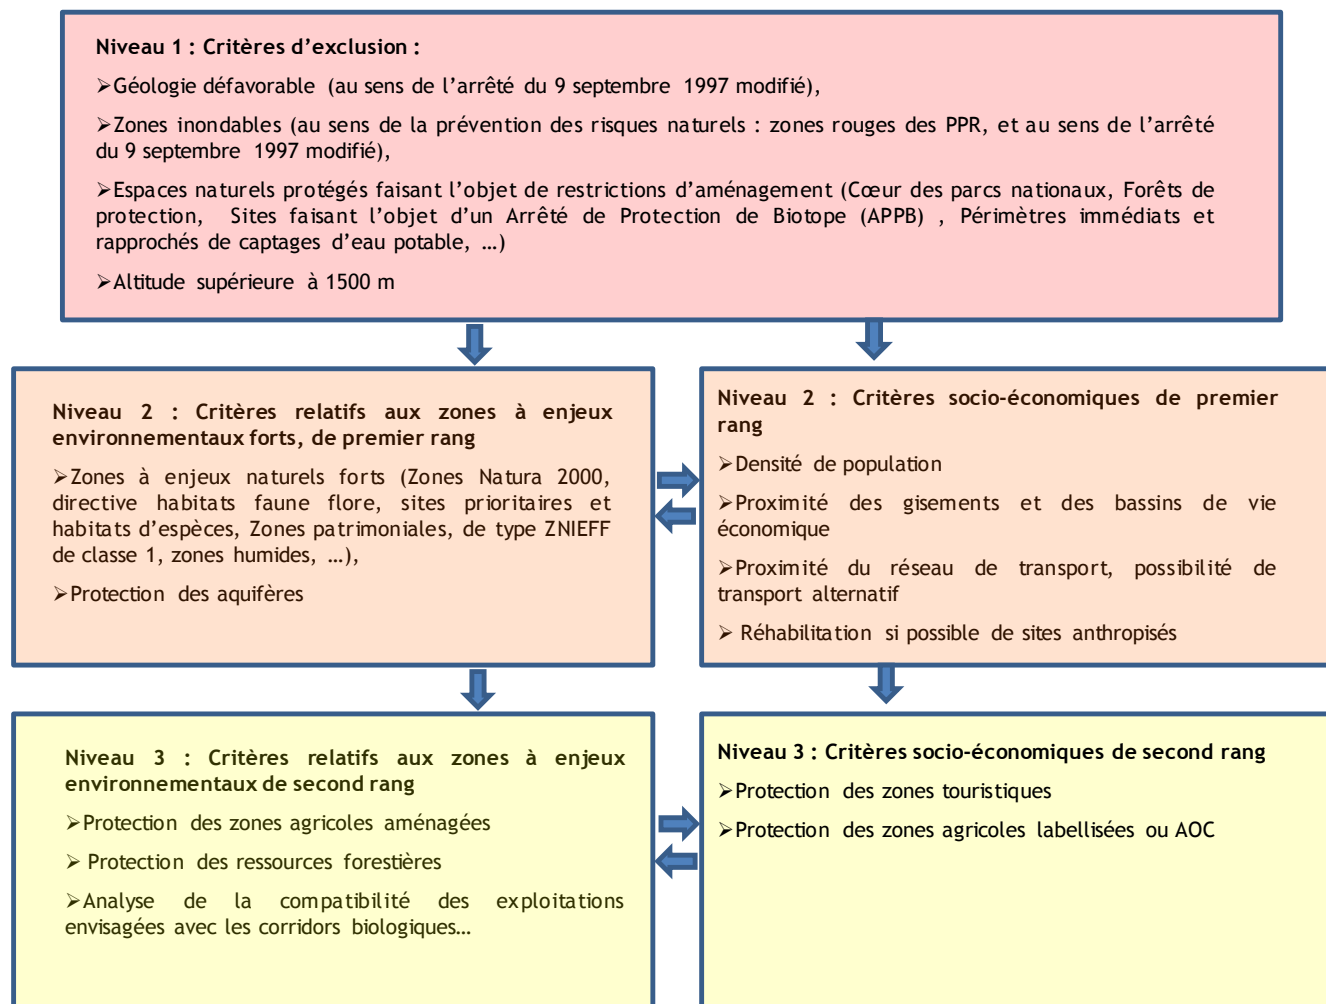 Niveau 1 : Critères d’exclusion :
➢Géologie défavorable (au sens de l’arrêté du 9 septembre 1997 modifié),
➢Zones inondables (au sens de la prévention des risques naturels : zones rouges des PPR, et au sens de l’arrêté
du 9 septembre 1997 modifié),
➢Espaces naturels protégés faisant l’objet de restrictions d’aménagement (Cœur des parcs nationaux, Forêts de
protection, Sites faisant l’objet d’un Arrêté de Protection de Biotope (APPB) , Périmètres immédiats et
rapprochés de captages d’eau potable, …)
➢Altitude supérieure à 1500 m
Niveau 2 : Critères relatifs aux zones à enjeux
environnementaux forts, de premier rang
➢Zones à enjeux naturels forts (Zones Natura 2000,
directive habitats faune flore, sites prioritaires et
habitats d’espèces, Zones patrimoniales, de type ZNIEFF
de classe 1, zones humides, …),
➢Protection des aquifères
Niveau 2 : Critères socio-économiques de premier
rang
➢Densité de population
➢Proximité des gisements et des bassins de vie
économique
➢Proximité du réseau de transport, possibilité de
transport alternatif
➢ Réhabilitation si possible de sites anthropisés
Niveau 3 : Critères relatifs aux zones à enjeux
environnementaux de second rang
➢Protection des zones agricoles aménagées
➢ Protection des ressources forestières
➢Analyse de la compatibilité des exploitations
envisagées avec les corridors biologiques…
Niveau 3 : Critères socio-économiques de second rang
➢Protection des zones touristiques
➢Protection des zones agricoles labellisées ou AOC